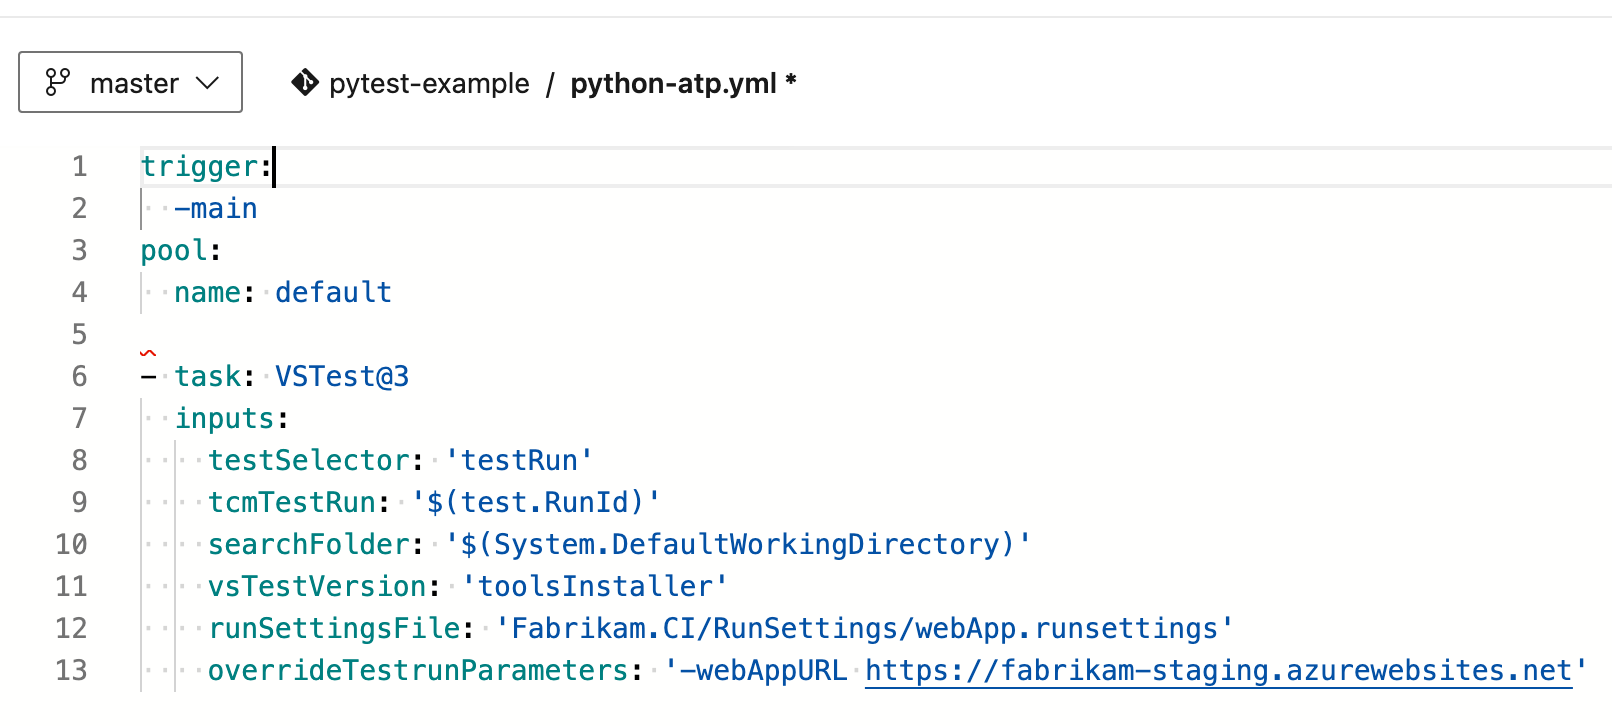 master pytest-example / python-atp.yml *
1 trigger:
2 -main
3 pool:
4 name: default
5
6 - task: VSTest@3
7 inputs:
8 testSelector: 'testRun'
9 tcmTestRun: '$(test.RunId)'
10 searchFolder: '$(System.DefaultWorkingDirectory)'
11 vsTestVersion: 'toolsInstaller'
12 runSettingsFile: 'Fabrikam.CI/RunSettings/webApp.runsettings'
13 overrideTestrunParameters: '-webAppURL https://fabrikam-staging.azurewebsites.net'